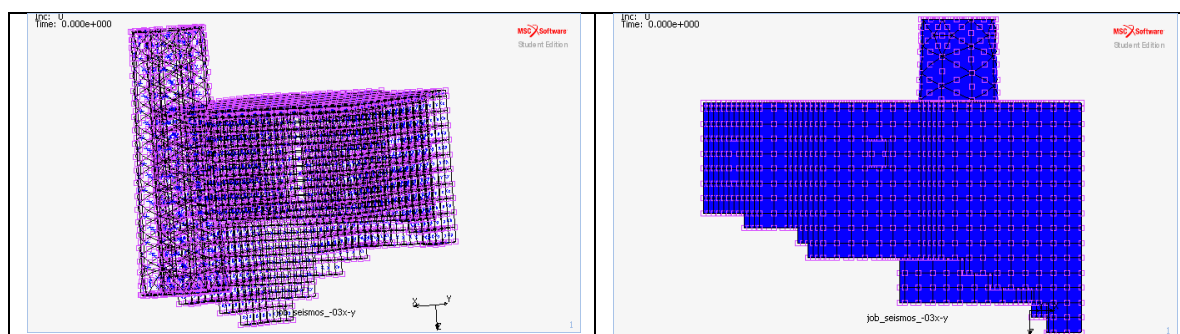 Inc: 0
Time: 0.000e+000
MSC Software
Student Edition
X
Y
Z
job_seismos_-03x-y
1
Inc: 0
Time: 0.000e+000
MSC Software
Student Edition
job_seismos_-03x-y
1